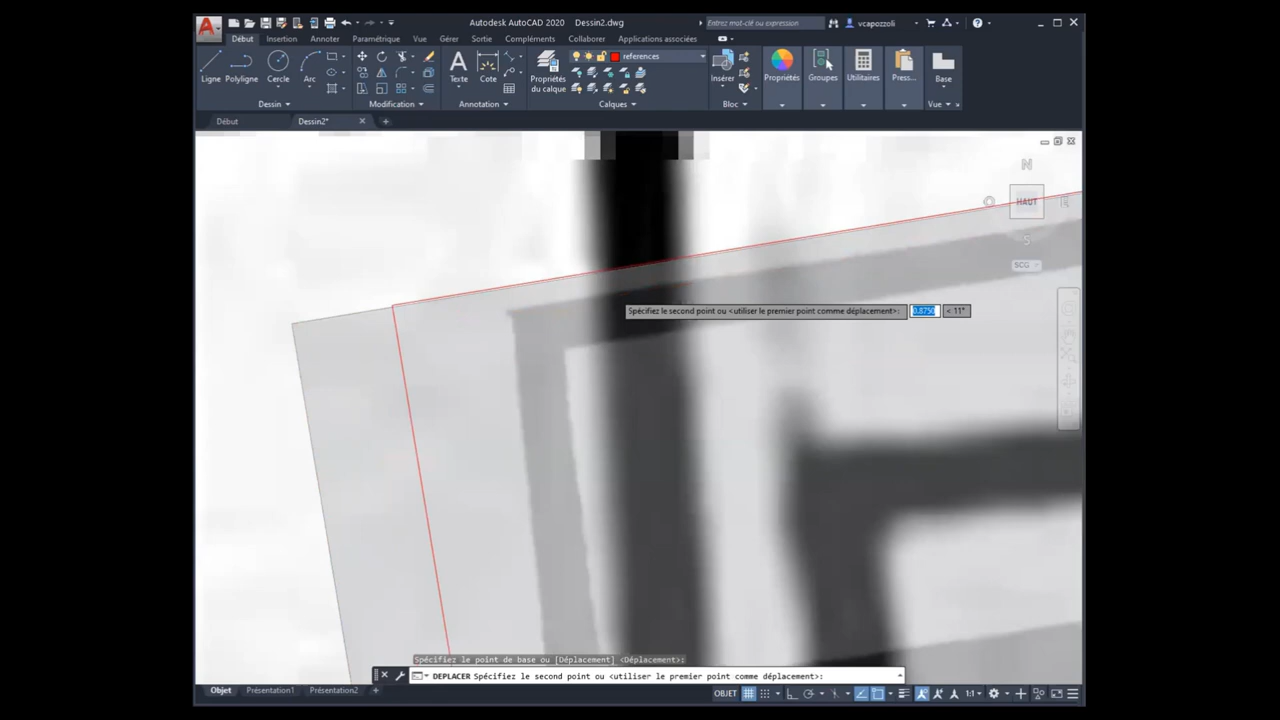 Autodesk AutoCAD 2020 Dessin2.dwg
Entrez mot-clé ou expression
vcapozzoli
Début Insertion Annoter Paramétrique Vue Gérer Sortie Compléments Collaborer Applications associées
references
Ligne Polyligne Cercle Arc
Texte Cote
Propriétés du calque
Insérer
Propriétés Groupes Utilitaires Press... Base
Dessin Modification Annotation Calques Bloc Vue
Début Dessin2*
N
HAUT
S
SCG
Spécifiez le second point ou <utiliser le premier point comme déplacement>: 0.8750 < 11°
Spécifiez le point de base ou [Déplacement] <Déplacement>:
DEPLACER Spécifiez le second point ou <utiliser le premier point comme déplacement>:
Objet Présentation1 Présentation2
OBJET
1:1